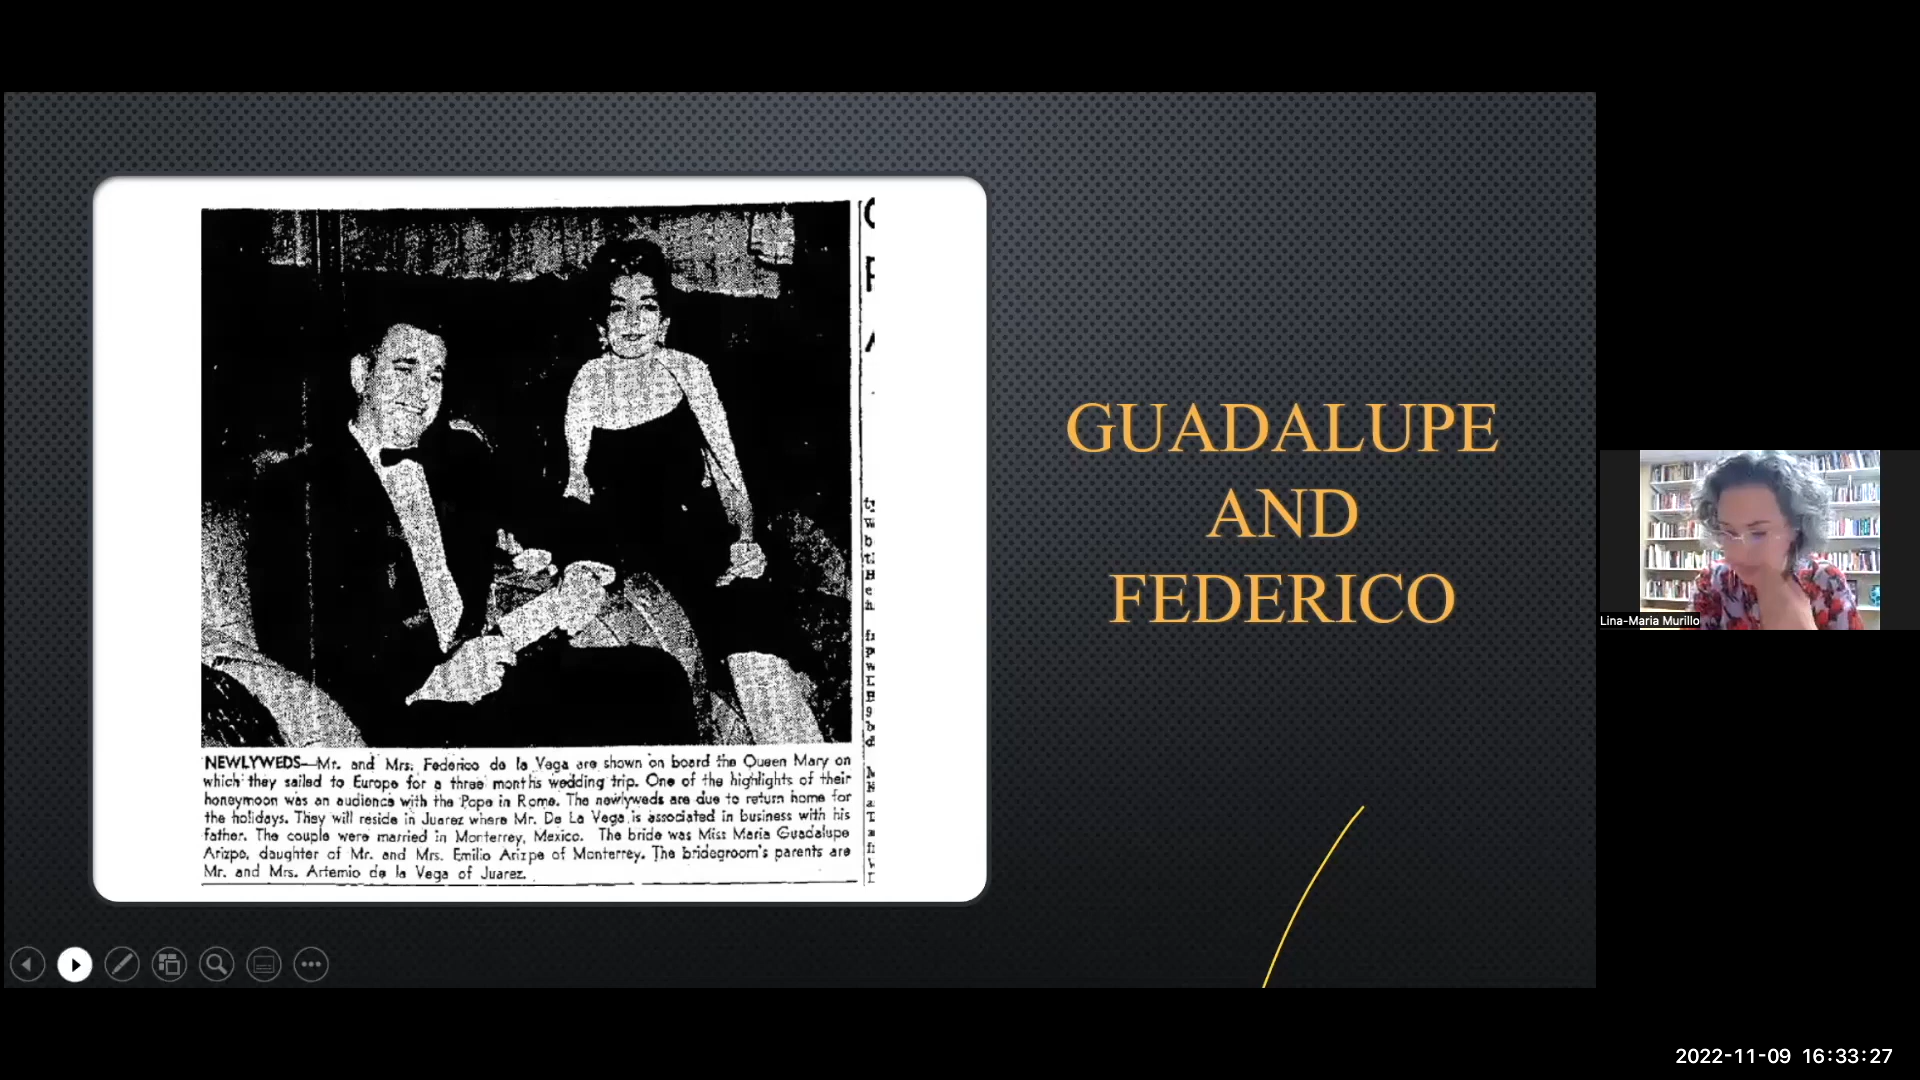 NEWLYWEDS—Mr. and Mrs. Federico de la Vega are shown on board the Queen Mary on
which they sailed to Europe for a three months wedding trip. One of the highlights of their
honeymoon was an audience with the Pope in Rome. The newlyweds are due to return home for
the holidays. They will reside in Juarez where Mr. De La Vega is associated in business with his
father. The couple were married in Monterrey, Mexico. The bride was Miss Maria Guadalupe
Arizpe, daughter of Mr. and Mrs. Emilio Arizpe of Monterrey. The bridegroom's parents are
Mr. and Mrs. Artemio de la Vega of Juarez.
GUADALUPE
AND
FEDERICO
Lina-Maria Murillo
2022-11-09 16:33:27